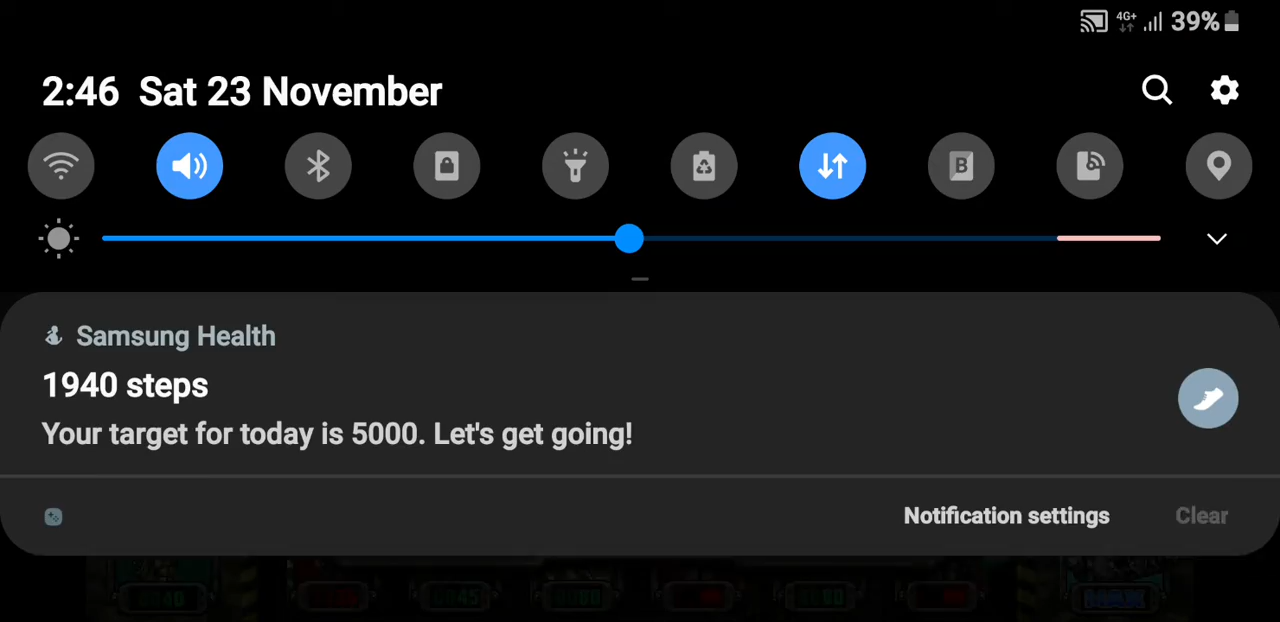 4G+ 39%
2:46 Sat 23 November
B
Samsung Health
1940 steps
Your target for today is 5000. Let's get going!
Notification settings Clear
MAX